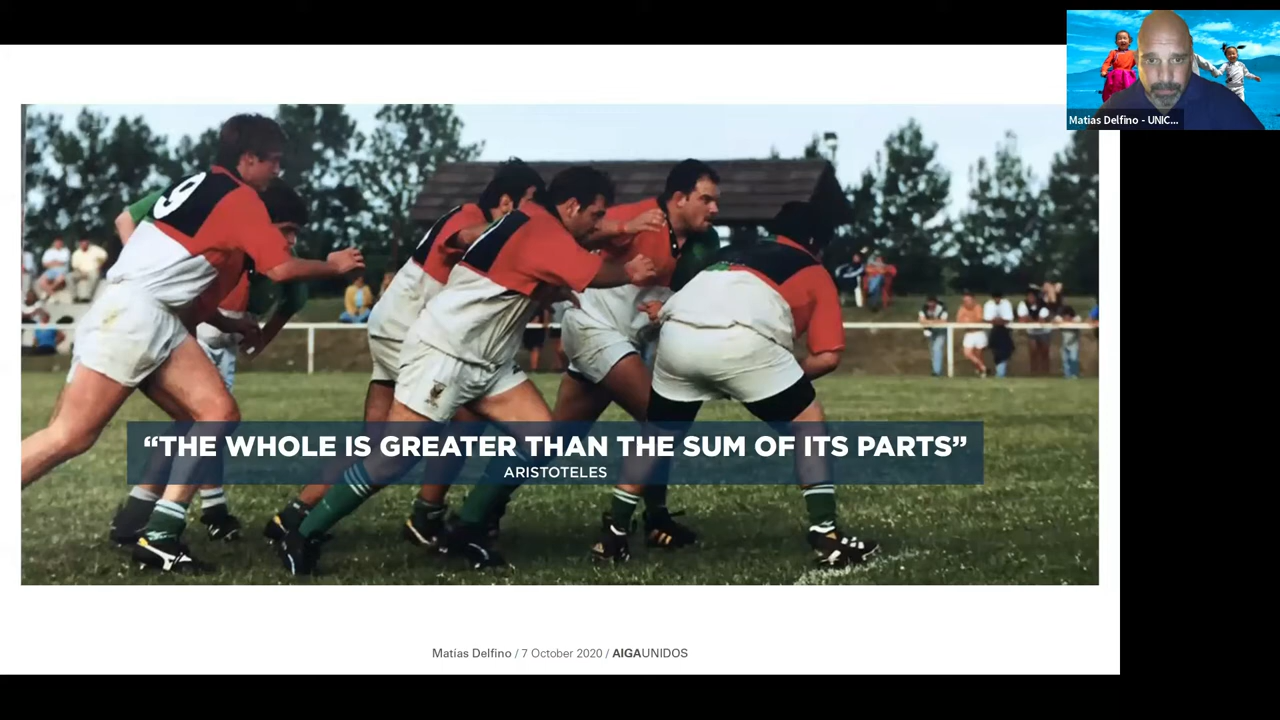 Matias Delfino - UNIC...
9
“THE WHOLE IS GREATER THAN THE SUM OF ITS PARTS”
ARISTOTELES
Matías Delfino / 7 October 2020 / AIGAUNIDOS